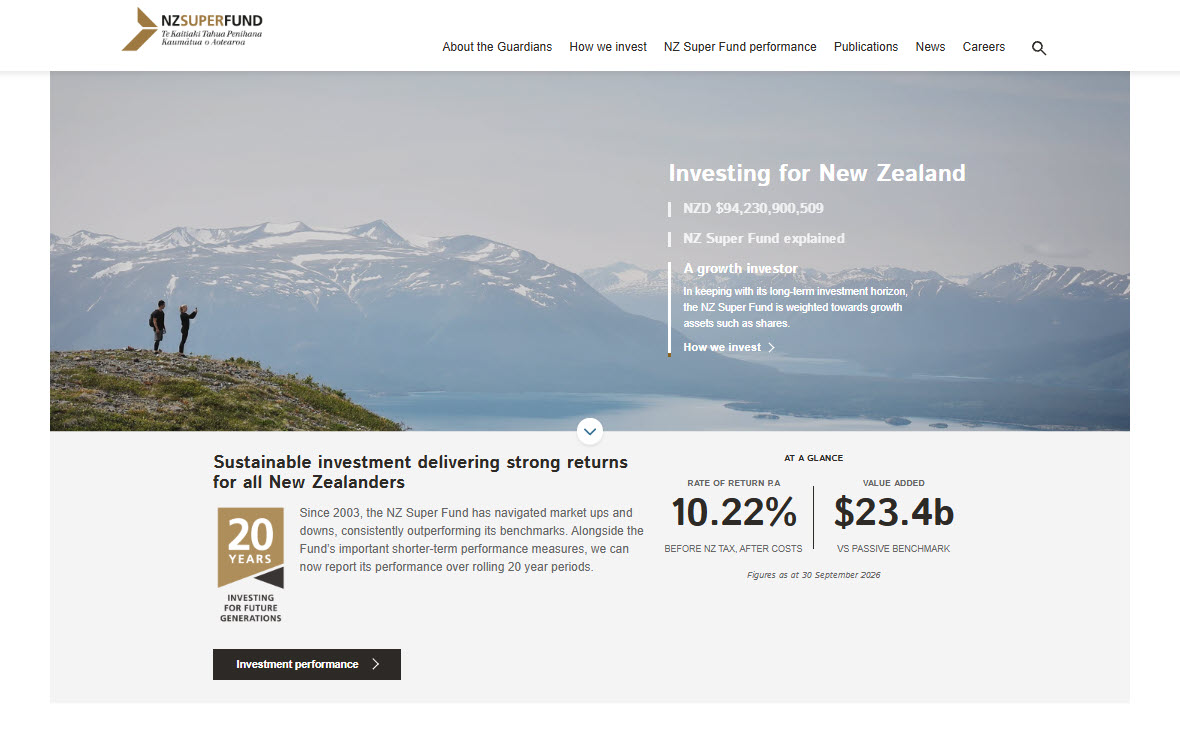 NZSUPERFUND
Te Kaitiaki Tahua Penihana
Kaumātua o Aotearoa
About the Guardians
How we invest
NZ Super Fund performance
Publications
News
Careers
Investing for New Zealand
NZD $94,230,900,509
NZ Super Fund explained
A growth investor
In keeping with its long-term investment horizon,
the NZ Super Fund is weighted towards growth
assets such as shares.
How we invest
Sustainable investment delivering strong returns
for all New Zealanders
20
YEARS
INVESTING
FOR FUTURE
GENERATIONS
Since 2003, the NZ Super Fund has navigated market ups and
downs, consistently outperforming its benchmarks. Alongside the
Fund's important shorter-term performance measures, we can
now report its performance over rolling 20 year periods.
Investment performance
AT A GLANCE
RATE OF RETURN P.A
10.22%
BEFORE NZ TAX, AFTER COSTS
VALUE ADDED
$23.4b
VS PASSIVE BENCHMARK
Figures as at 30 September 2026